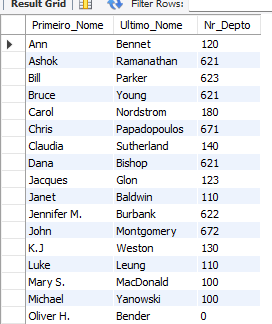 Result Grid Filter Rows:
Primeiro_Nome Ultimo_Nome Nr_Depto
Ann Bennet 120
Ashok Ramanathan 621
Bill Parker 623
Bruce Young 621
Carol Nordstrom 180
Chris Papadopoulos 671
Claudia Sutherland 140
Dana Bishop 621
Jacques Glon 123
Janet Baldwin 110
Jennifer M. Burbank 622
John Montgomery 672
K.J Weston 130
Luke Leung 110
Mary S. MacDonald 100
Michael Yanowski 100
Oliver H. Bender 0